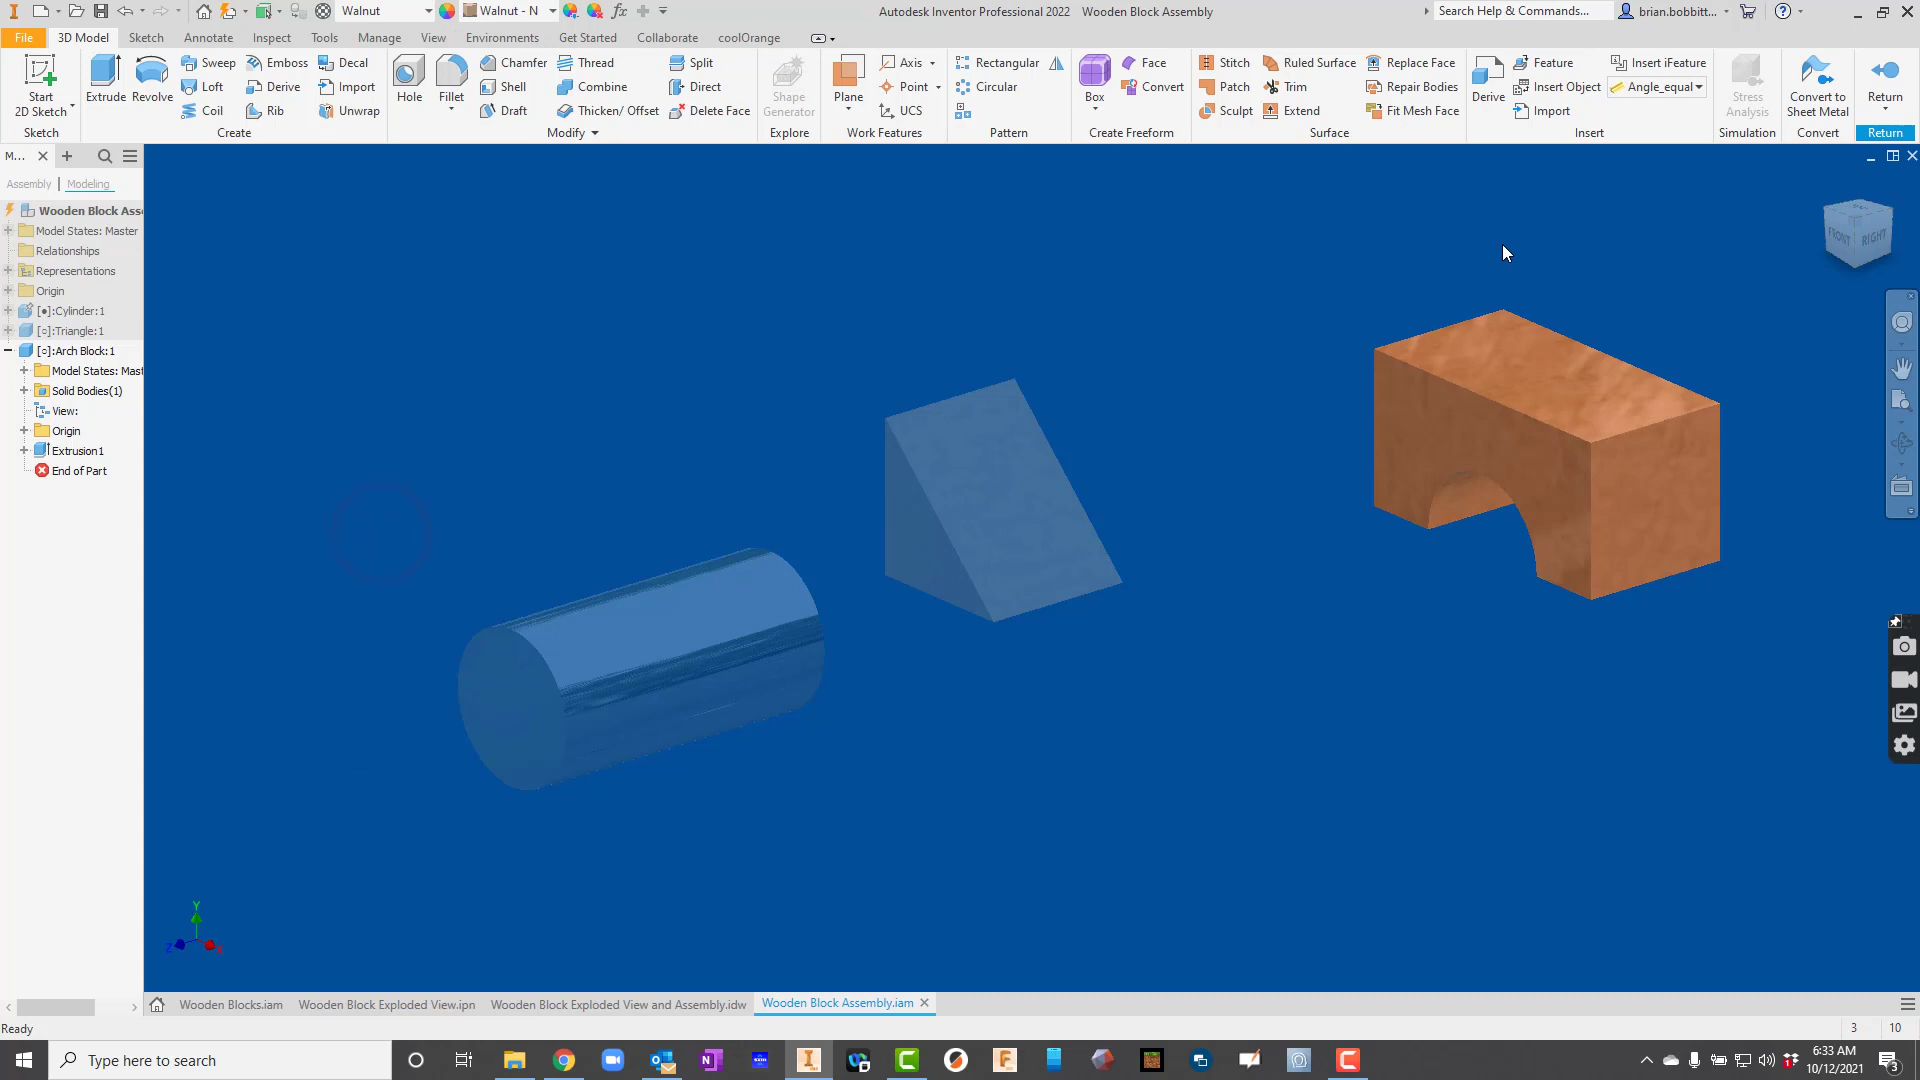 Walnut
Walnut - N
Autodesk Inventor Professional 2022 Wooden Block Assembly
Search Help & Commands...
brian.bobbitt...
File
3D Model
Sketch
Annotate
Inspect
Tools
Manage
View
Environments
Get Started
Collaborate
coolOrange
Start
2D Sketch
Sketch
Extrude
Revolve
Sweep
Loft
Coil
Emboss
Derive
Rib
Decal
Import
Unwrap
Create
Hole
Fillet
Chamfer
Shell
Draft
Thread
Combine
Thicken/ Offset
Split
Direct
Delete Face
Modify
Shape
Generator
Explore
Plane
Axis
Point
UCS
Work Features
Rectangular
Circular
Pattern
Box
Face
Convert
Create Freeform
Stitch
Patch
Sculpt
Ruled Surface
Trim
Extend
Replace Face
Repair Bodies
Fit Mesh Face
Surface
Derive
Feature
Insert Object
Import
Insert iFeature
Angle_equal
Insert
Stress
Analysis
Simulation
Convert to
Sheet Metal
Convert
Return
Return
M...
Assembly
Modeling
Wooden Block Ass
Model States: Master
Relationships
Representations
Origin
[●]:Cylinder:1
[○]:Triangle:1
[○]:Arch Block:1
Model States: Mast
Solid Bodies(1)
View:
Origin
Extrusion1
End of Part
FRONT
RIGHT
Y
Z
X
Wooden Blocks.iam
Wooden Block Exploded View.ipn
Wooden Block Exploded View and Assembly.idw
Wooden Block Assembly.iam
Ready
3
10
Type here to search
6:33 AM
10/12/2021
3